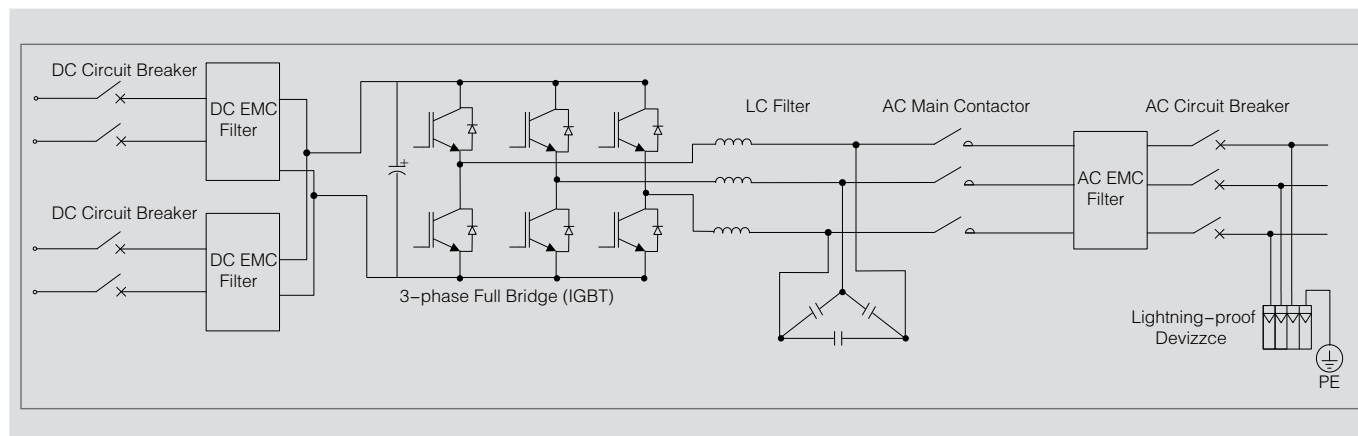 DC Circuit Breaker
DC EMC
Filter
DC Circuit Breaker
DC EMC
Filter
+
3-phase Full Bridge (IGBT)
LC Filter
AC Main Contactor
AC EMC
Filter
AC Circuit Breaker
Lightning-proof
Devizzce
PE